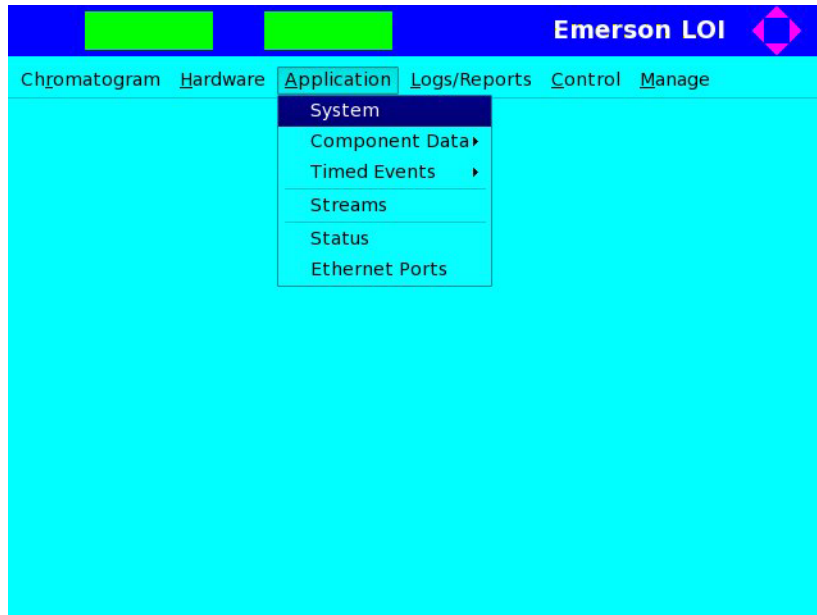 Emerson LOI
Chromatogram Hardware Application Logs/Reports Control Manage
System
Component Data
Timed Events
Streams
Status
Ethernet Ports